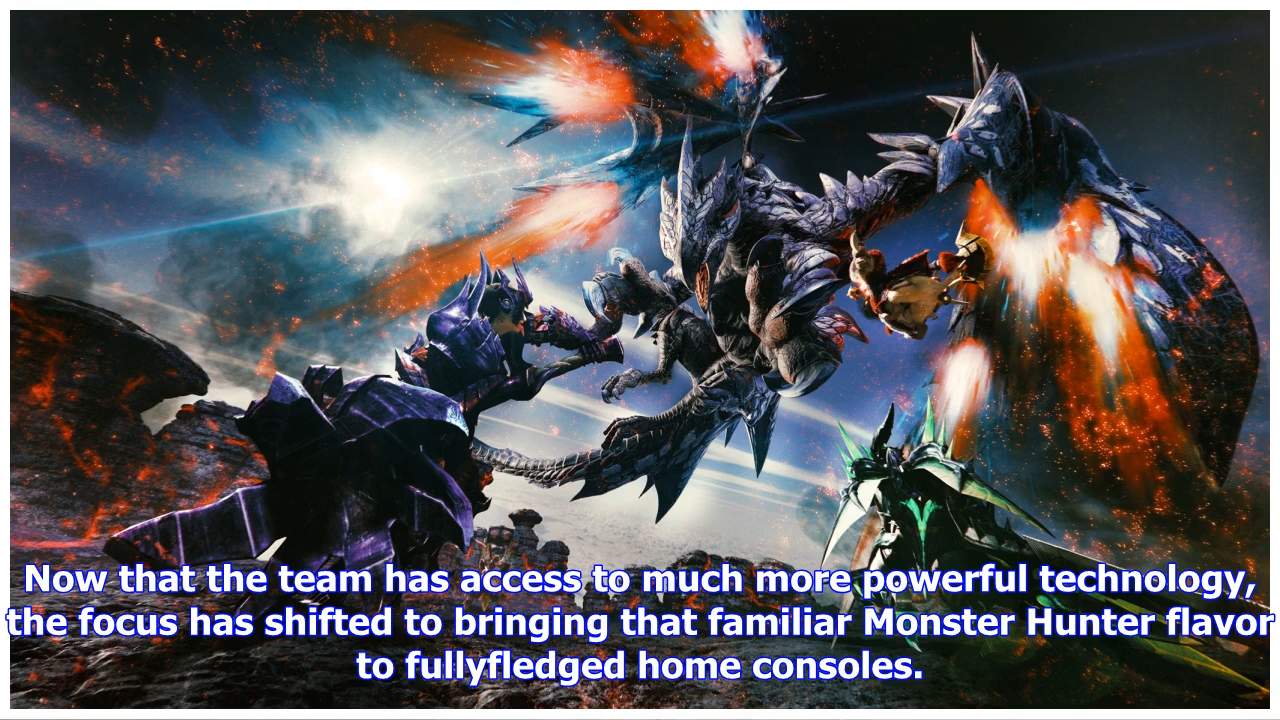 Now that the team has access to much more powerful technology,
the focus has shifted to bringing that familiar Monster Hunter flavor
to fullyfledged home consoles.